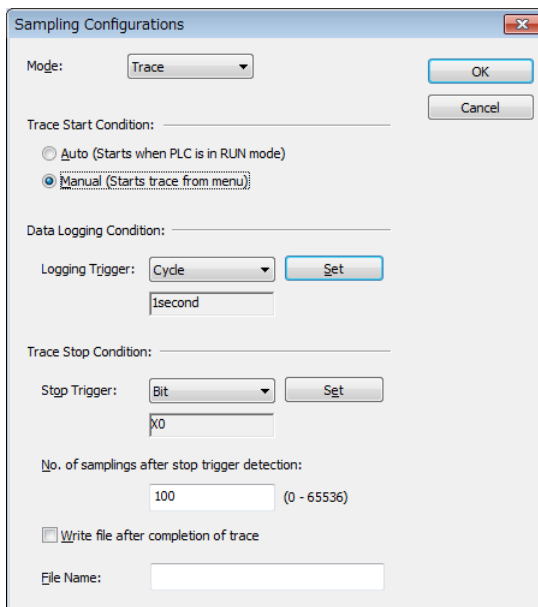 Sampling Configurations
Mode: Trace
OK
Cancel
Trace Start Condition:
Auto (Starts when PLC is in RUN mode)
Manual (Starts trace from menu)
Data Logging Condition:
Logging Trigger: Cycle Set
1second
Trace Stop Condition:
Stop Trigger: Bit Set
X0
No. of samplings after stop trigger detection:
100 (0 - 65536)
Write file after completion of trace
File Name: